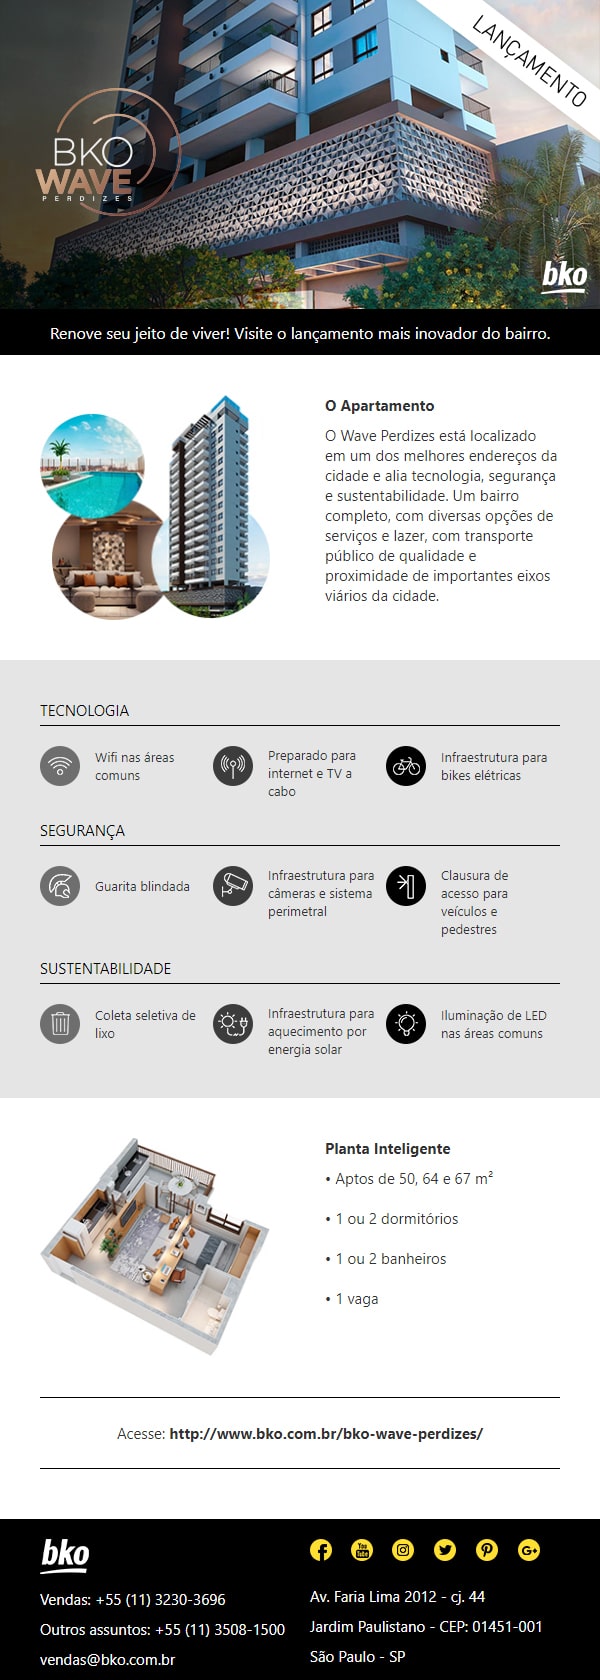 LANÇAMENTO
BKO
WAVE
PERDIZES
bko
Renove seu jeito de viver! Visite o lançamento mais inovador do bairro.
O Apartamento
O Wave Perdizes está localizado
em um dos melhores endereços da
cidade e alia tecnologia, segurança
e sustentabilidade. Um bairro
completo, com diversas opções de
serviços e lazer, com transporte
público de qualidade e
proximidade de importantes eixos
viários da cidade.
TECNOLOGIA
Wifi nas áreas
comuns
Preparado para
internet e TV a
cabo
Infraestrutura para
bikes elétricas
SEGURANÇA
Guarita blindada
Infraestrutura para
câmeras e sistema
perimetral
Clausura de
acesso para
veículos e
pedestres
SUSTENTABILIDADE
Coleta seletiva de
lixo
Infraestrutura para
aquecimento por
energia solar
Iluminação de LED
nas áreas comuns
Planta Inteligente
• Aptos de 50, 64 e 67 m²
• 1 ou 2 dormitórios
• 1 ou 2 banheiros
• 1 vaga
Acesse: http://www.bko.com.br/bko-wave-perdizes/
bko
Vendas: +55 (11) 3230-3696
Outros assuntos: +55 (11) 3508-1500
vendas@bko.com.br
You
Tube
G+
Av. Faria Lima 2012 - cj. 44
Jardim Paulistano - CEP: 01451-001
São Paulo - SP